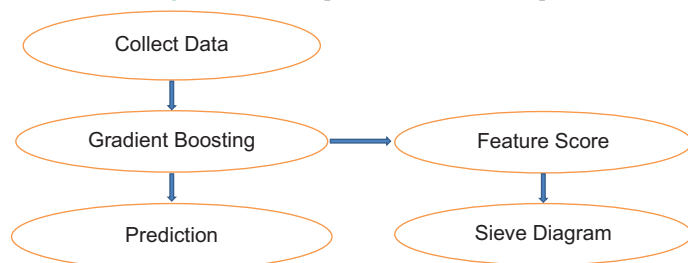 Collect Data
Gradient Boosting
Feature Score
Prediction
Sieve Diagram